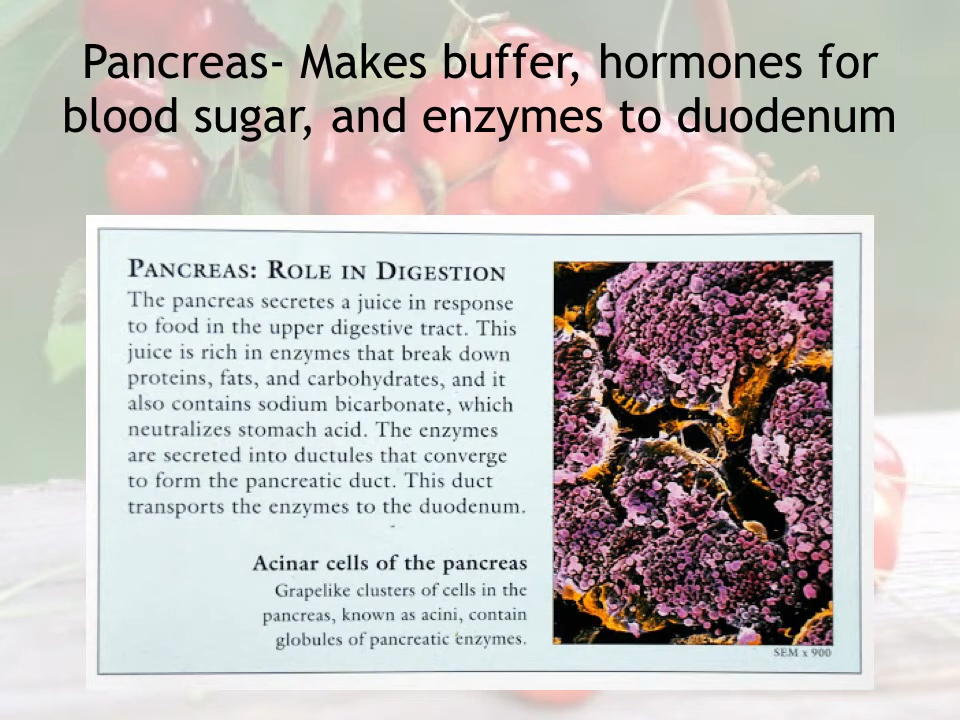 Pancreas- Makes buffer, hormones for
blood sugar, and enzymes to duodenum
PANCREAS: ROLE IN DIGESTION
The pancreas secretes a juice in response
to food in the upper digestive tract. This
juice is rich in enzymes that break down
proteins, fats, and carbohydrates, and it
also contains sodium bicarbonate, which
neutralizes stomach acid. The enzymes
are secreted into ductules that converge
to form the pancreatic duct. This duct
transports the enzymes to the duodenum.
Acinar cells of the pancreas
Grapelike clusters of cells in the
pancreas, known as acini, contain
globules of pancreatic enzymes.
SEM x 900